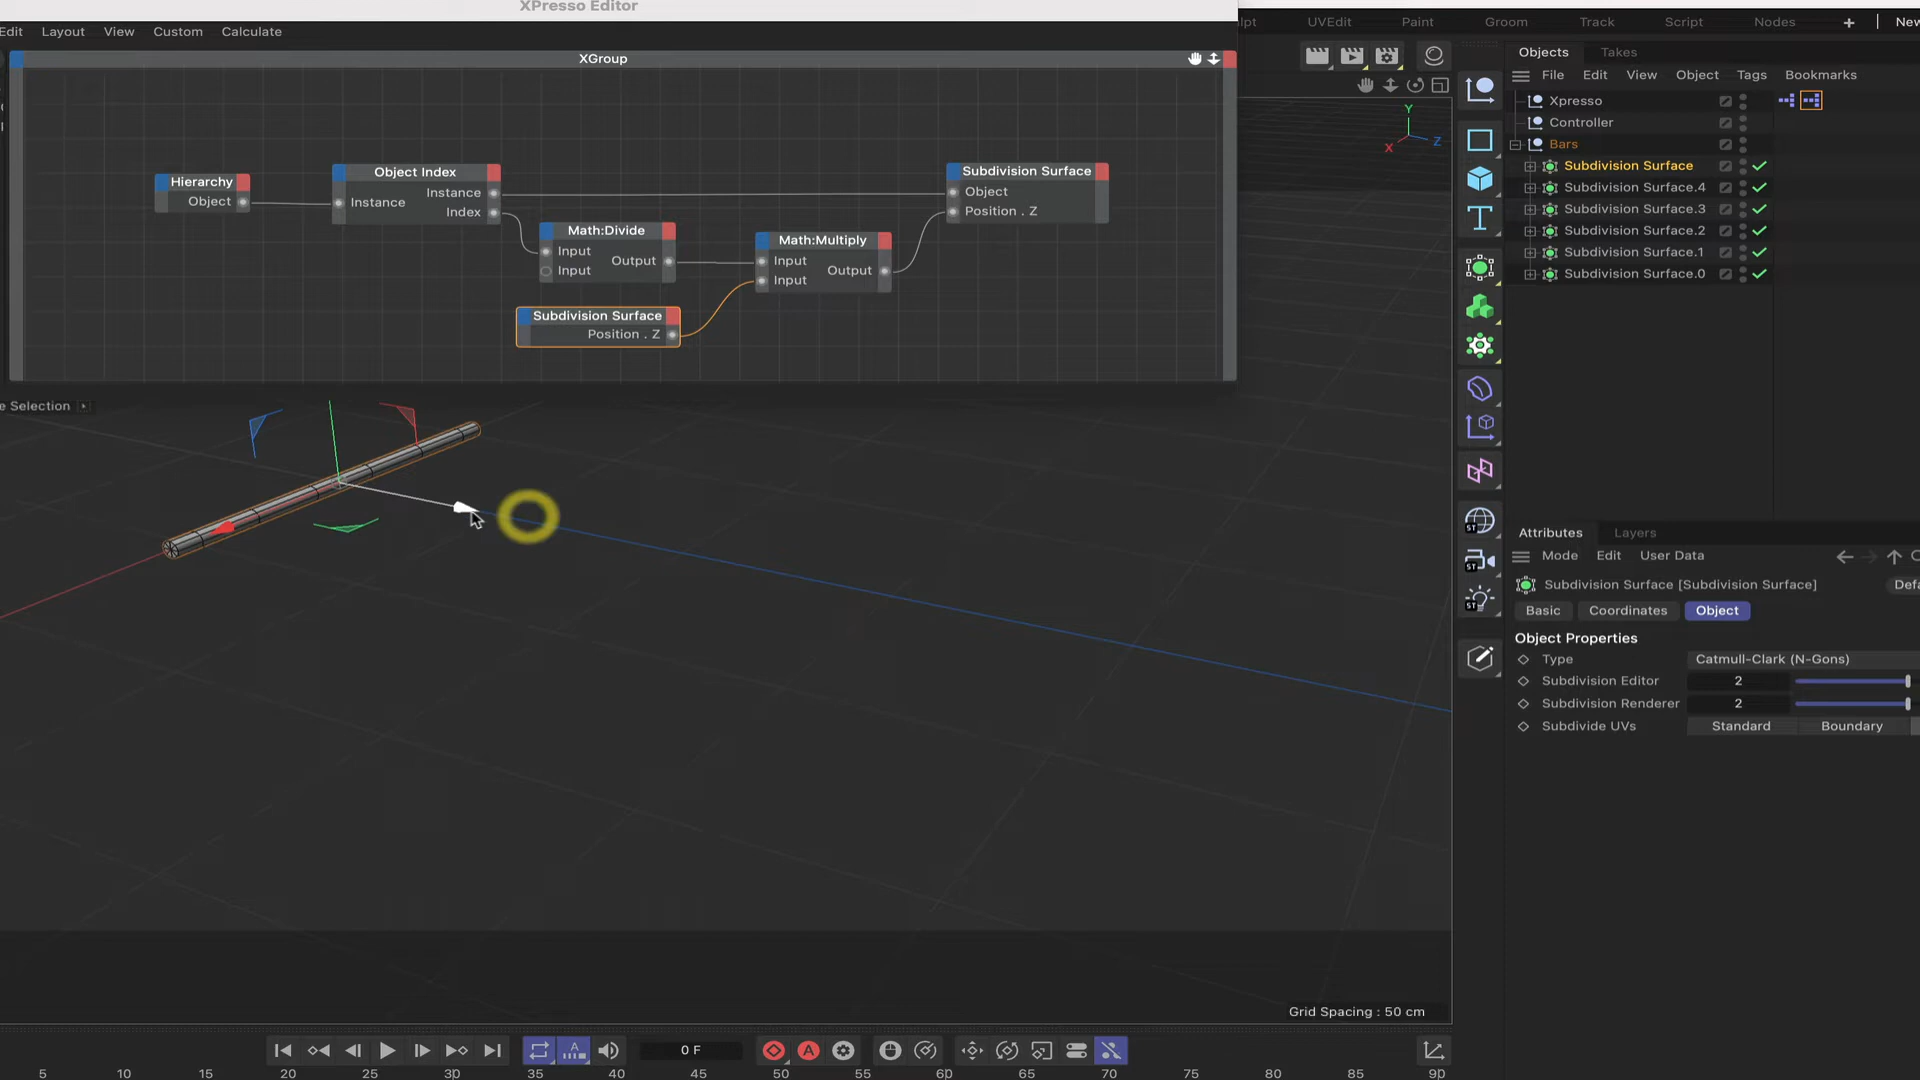 XPresso Editor
Edit Layout View Custom Calculate
UVEdit Paint Groom Track Script Nodes + New
XGroup
Hierarchy
Object
Object Index
Instance
Instance
Index
Math:Divide
Input
Input
Output
Subdivision Surface
Position . Z
Math:Multiply
Input
Input
Output
Subdivision Surface
Object
Position . Z
e Selection
Y
Z
X
Grid Spacing : 50 cm
0 F
5 10 15 20 25 30 35 40 45 50 55 60 65 70 75 80 85 90
Objects Takes
File Edit View Object Tags Bookmarks
Xpresso
Controller
Bars
Subdivision Surface
Subdivision Surface.4
Subdivision Surface.3
Subdivision Surface.2
Subdivision Surface.1
Subdivision Surface.0
ST
ST
ST
Attributes Layers
Mode Edit User Data
Subdivision Surface [Subdivision Surface]
Basic Coordinates Object
Object Properties
Type Catmull-Clark (N-Gons)
Subdivision Editor 2
Subdivision Renderer 2
Subdivide UVs Standard Boundary